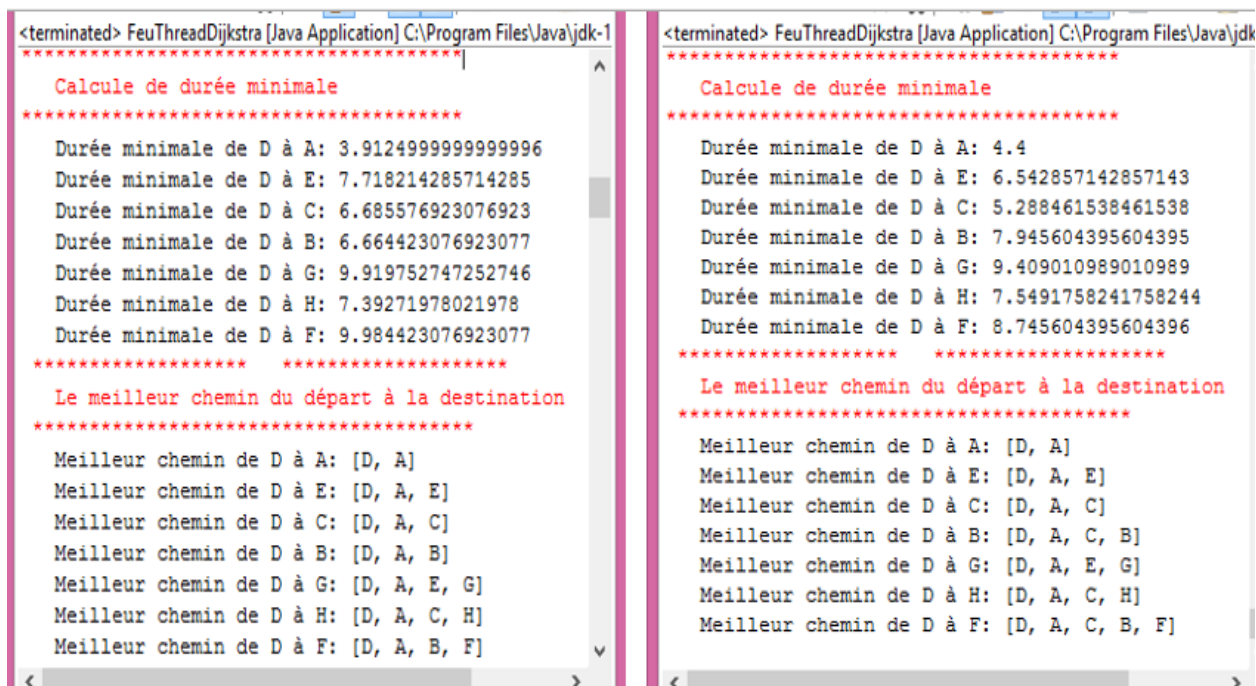 <terminated> FeuThreadDijkstra [Java Application] C:\Program Files\Java\jdk-1
***************************************
Calcule de durée minimale
***************************************
Durée minimale de D à A: 3.9124999999999996
Durée minimale de D à E: 7.718214285714285
Durée minimale de D à C: 6.685576923076923
Durée minimale de D à B: 6.664423076923077
Durée minimale de D à G: 9.919752747252746
Durée minimale de D à H: 7.39271978021978
Durée minimale de D à F: 9.984423076923077
******************* ********************
Le meilleur chemin du départ à la destination
***************************************
Meilleur chemin de D à A: [D, A]
Meilleur chemin de D à E: [D, A, E]
Meilleur chemin de D à C: [D, A, C]
Meilleur chemin de D à B: [D, A, B]
Meilleur chemin de D à G: [D, A, E, G]
Meilleur chemin de D à H: [D, A, C, H]
Meilleur chemin de D à F: [D, A, B, F]
<terminated> FeuThreadDijkstra [Java Application] C:\Program Files\Java\jdk
****************************************
Calcule de durée minimale
****************************************
Durée minimale de D à A: 4.4
Durée minimale de D à E: 6.542857142857143
Durée minimale de D à C: 5.288461538461538
Durée minimale de D à B: 7.945604395604395
Durée minimale de D à G: 9.409010989010989
Durée minimale de D à H: 7.5491758241758244
Durée minimale de D à F: 8.745604395604396
******************** *********************
Le meilleur chemin du départ à la destination
****************************************
Meilleur chemin de D à A: [D, A]
Meilleur chemin de D à E: [D, A, E]
Meilleur chemin de D à C: [D, A, C]
Meilleur chemin de D à B: [D, A, C, B]
Meilleur chemin de D à G: [D, A, E, G]
Meilleur chemin de D à H: [D, A, C, H]
Meilleur chemin de D à F: [D, A, C, B, F]